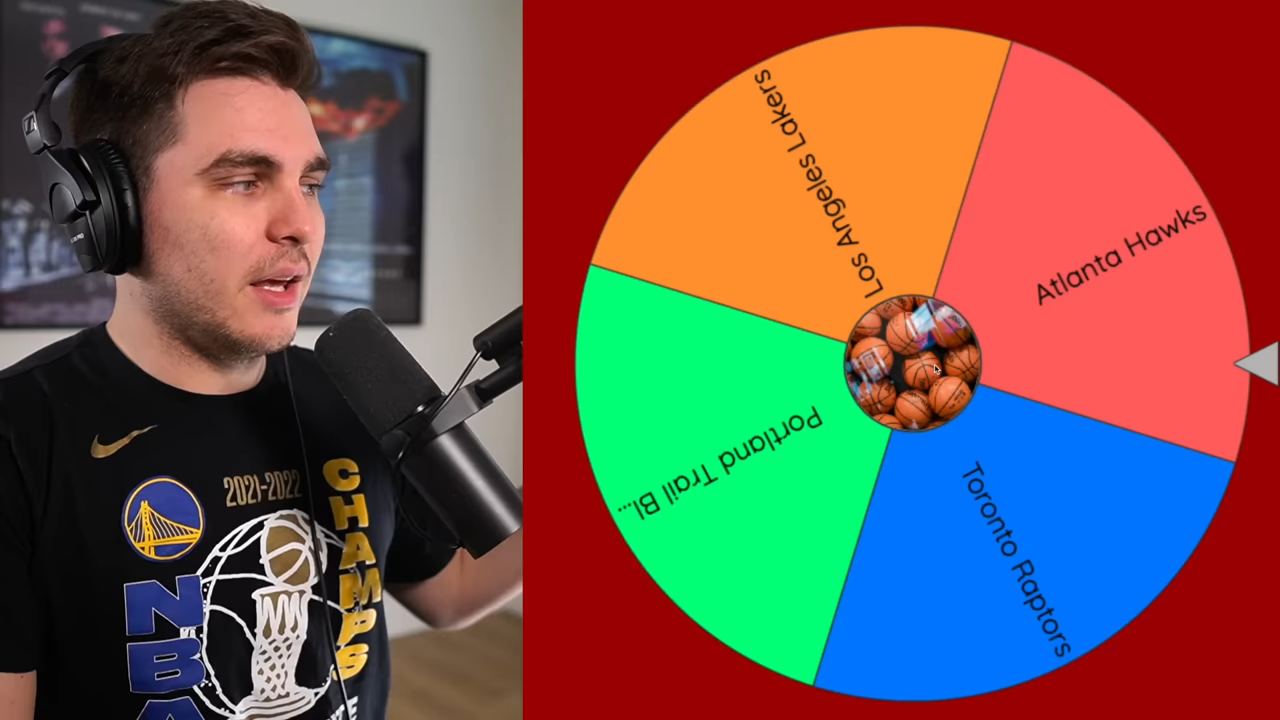 2021-2022
CHAMPS
NBA
Los Angeles Lakers
Atlanta Hawks
Portland Trail Bl...
Toronto Raptors